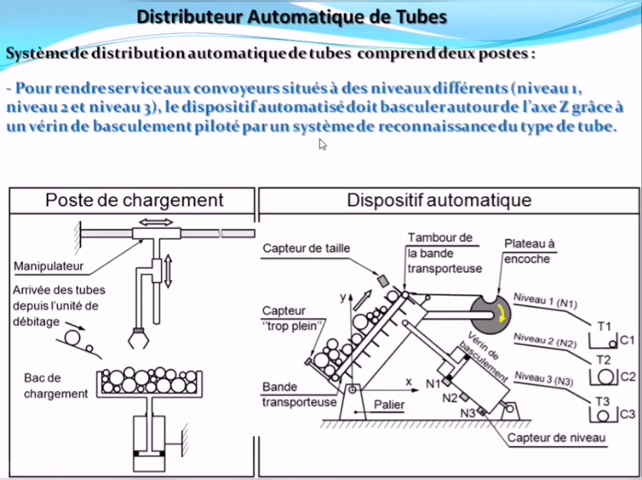 Distributeur Automatique de Tubes
Système de distribution automatique de tubes comprend deux postes :
- Pour rendre service aux convoyeurs situés à des niveaux différents (niveau 1,
niveau 2 et niveau 3), le dispositif automatisé doit basculer autour de l'axe Z grâce à
un vérin de basculement piloté par un système de reconnaissance du type de tube.
Poste de chargement
Manipulateur
Arrivée des tubes
depuis l'unité de
débitage
Bac de
chargement
Dispositif automatique
Capteur de taille
Tambour de
la bande
transporteuse
Plateau à
encoche
Capteur
"trop plein"
Bande
transporteuse
y
x
Palier
Vérin de
basculement
N1
N2
N3
Niveau 1 (N1)
Niveau 2 (N2)
Niveau 3 (N3)
T1
C1
T2
C2
T3
C3
Capteur de niveau